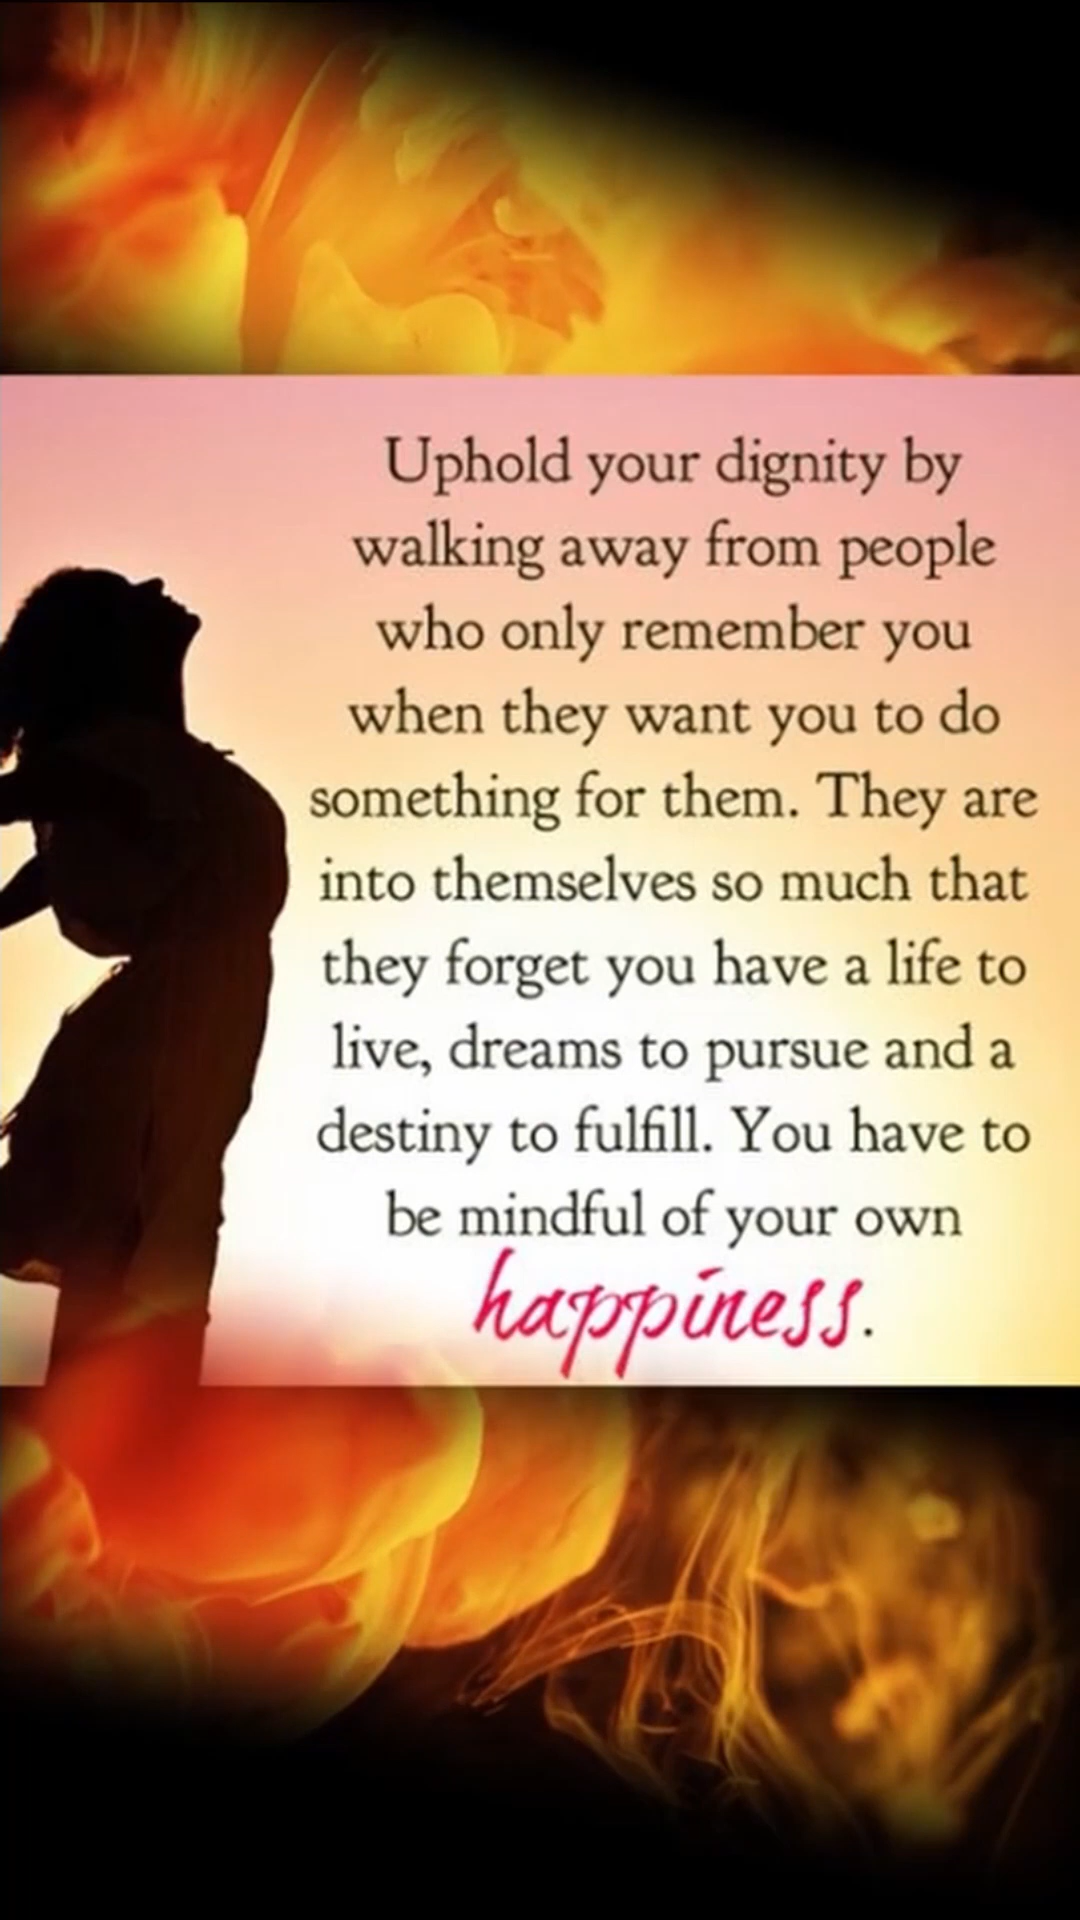 Uphold your dignity by
walking away from people
who only remember you
when they want you to do
something for them. They are
into themselves so much that
they forget you have a life to
live, dreams to pursue and a
destiny to fulfill. You have to
be mindful of your own
happiness.